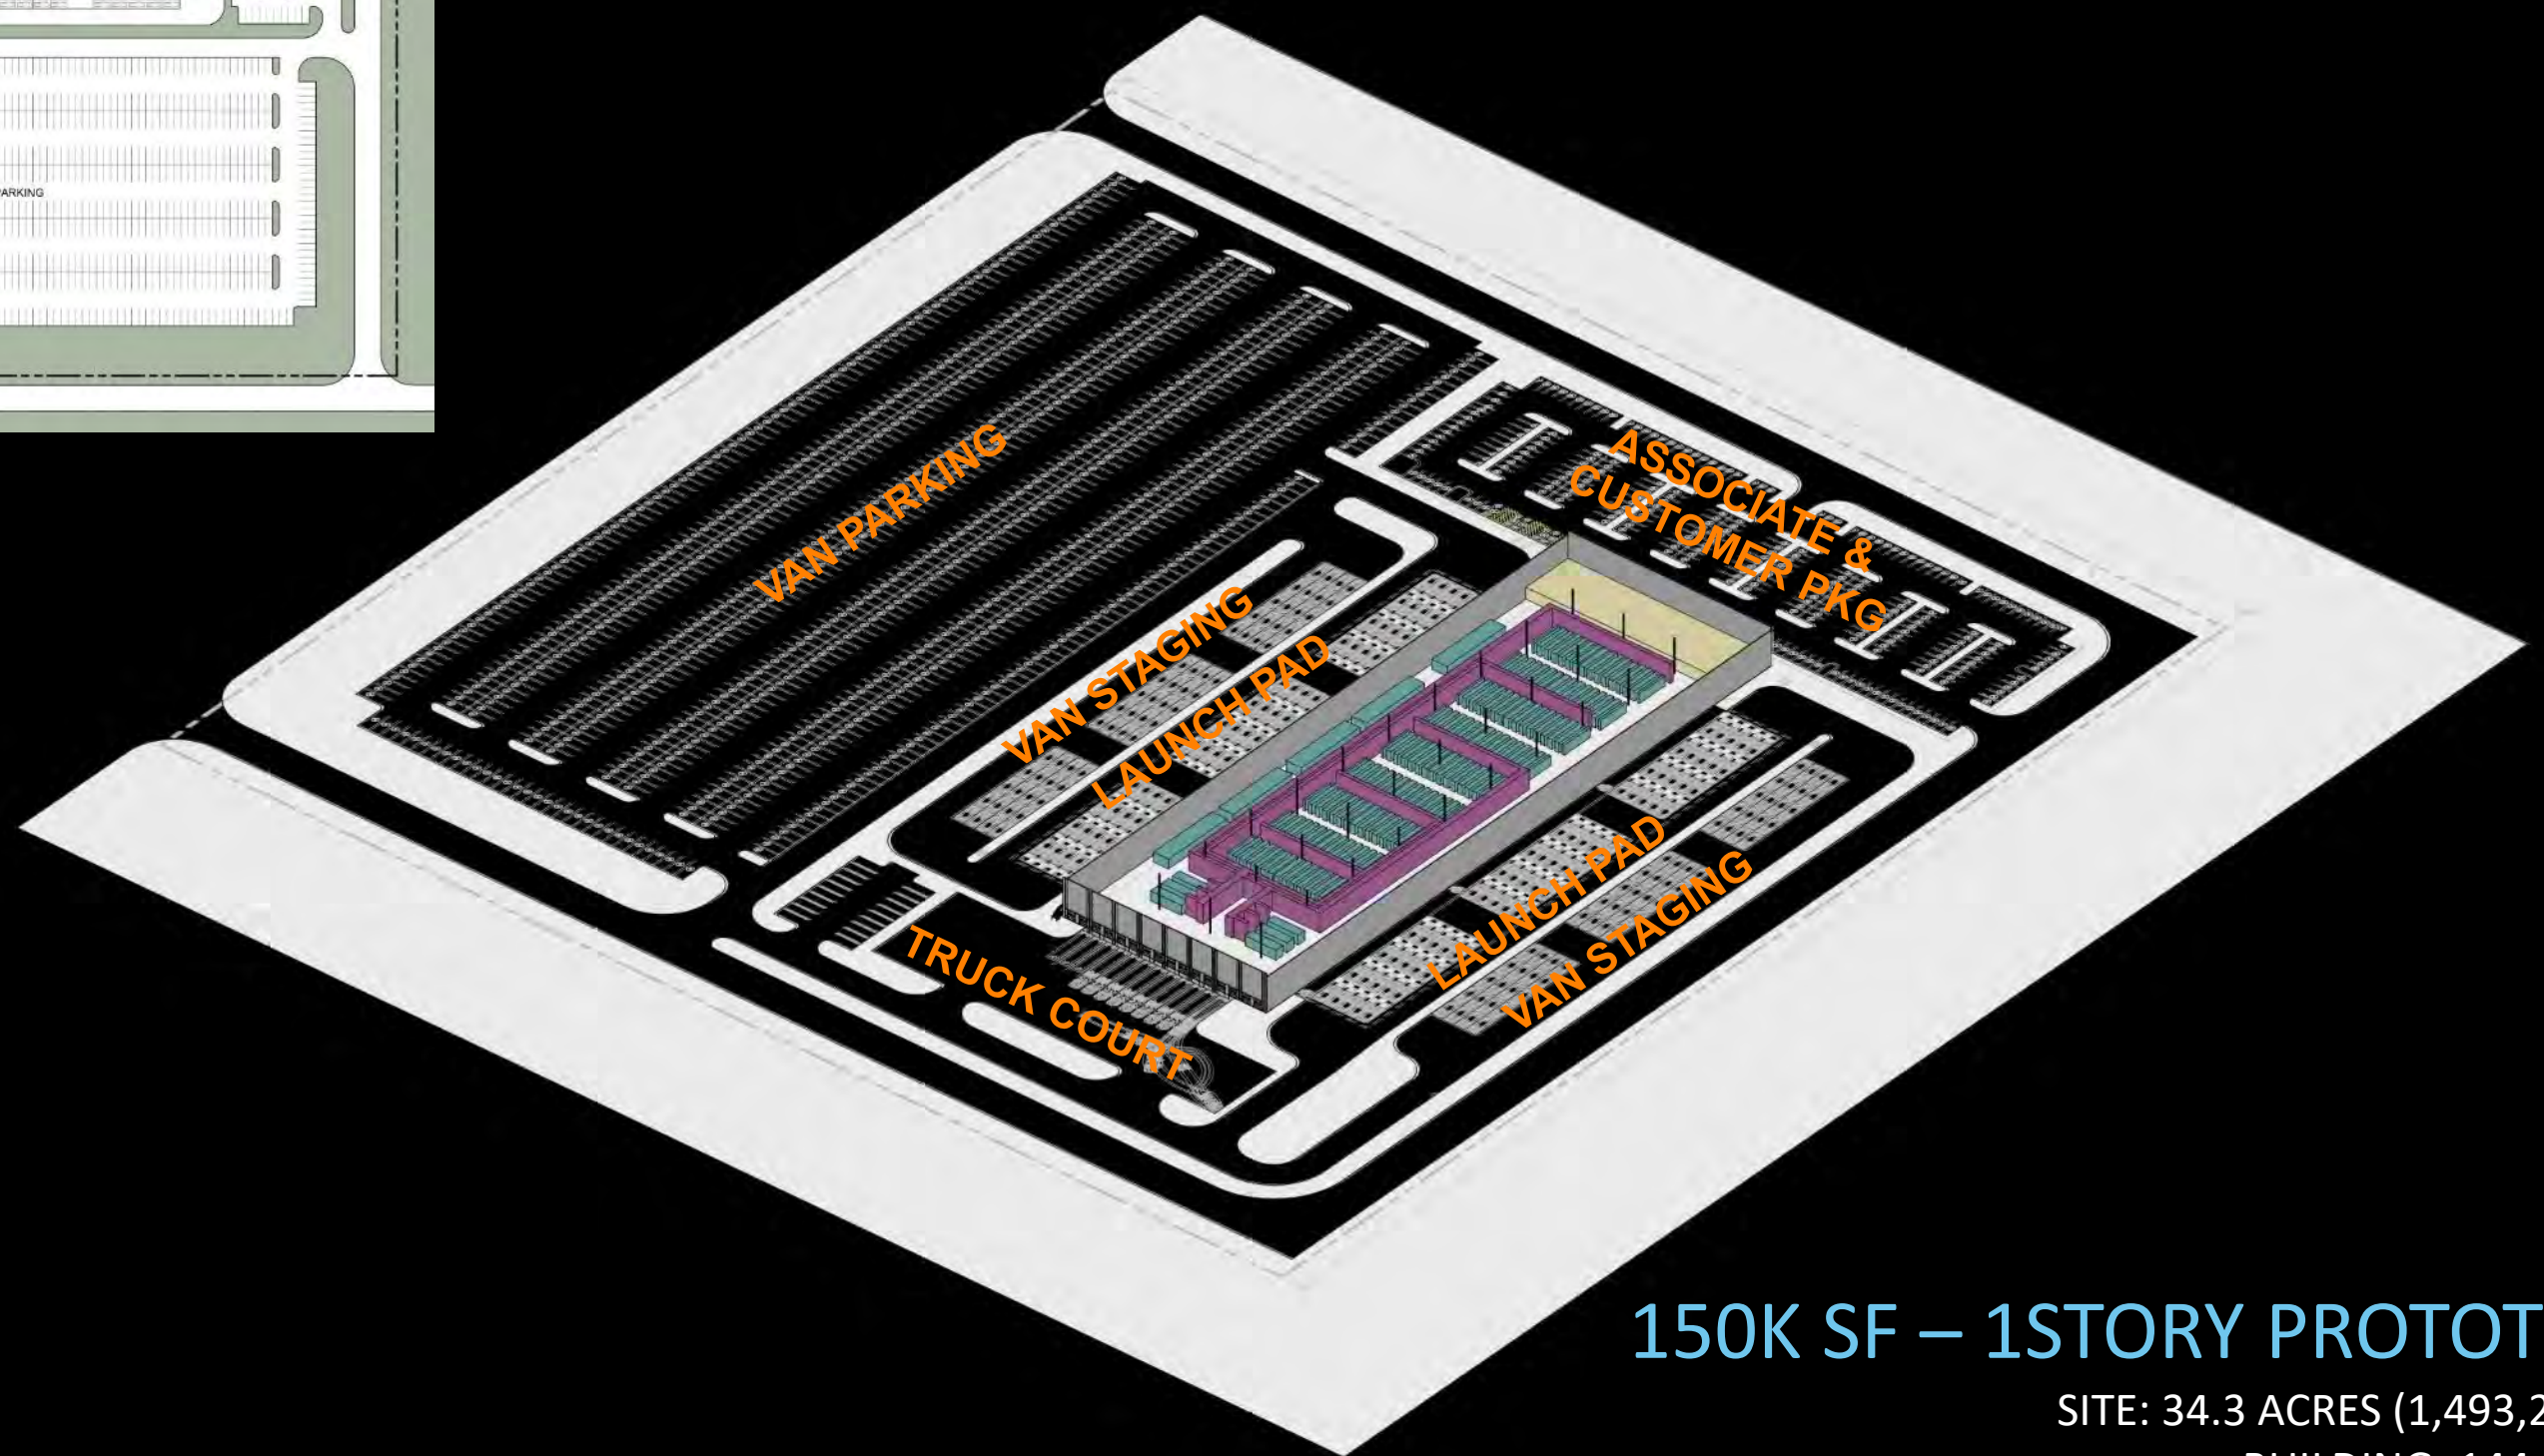 ARKING
VAN PARKING
ASSOCIATE &
CUSTOMER PKG
VAN STAGING
LAUNCH PAD
LAUNCH PAD
VAN STAGING
TRUCK COURT
150K SF – 1STORY PROTOT
SITE: 34.3 ACRES (1,493,2